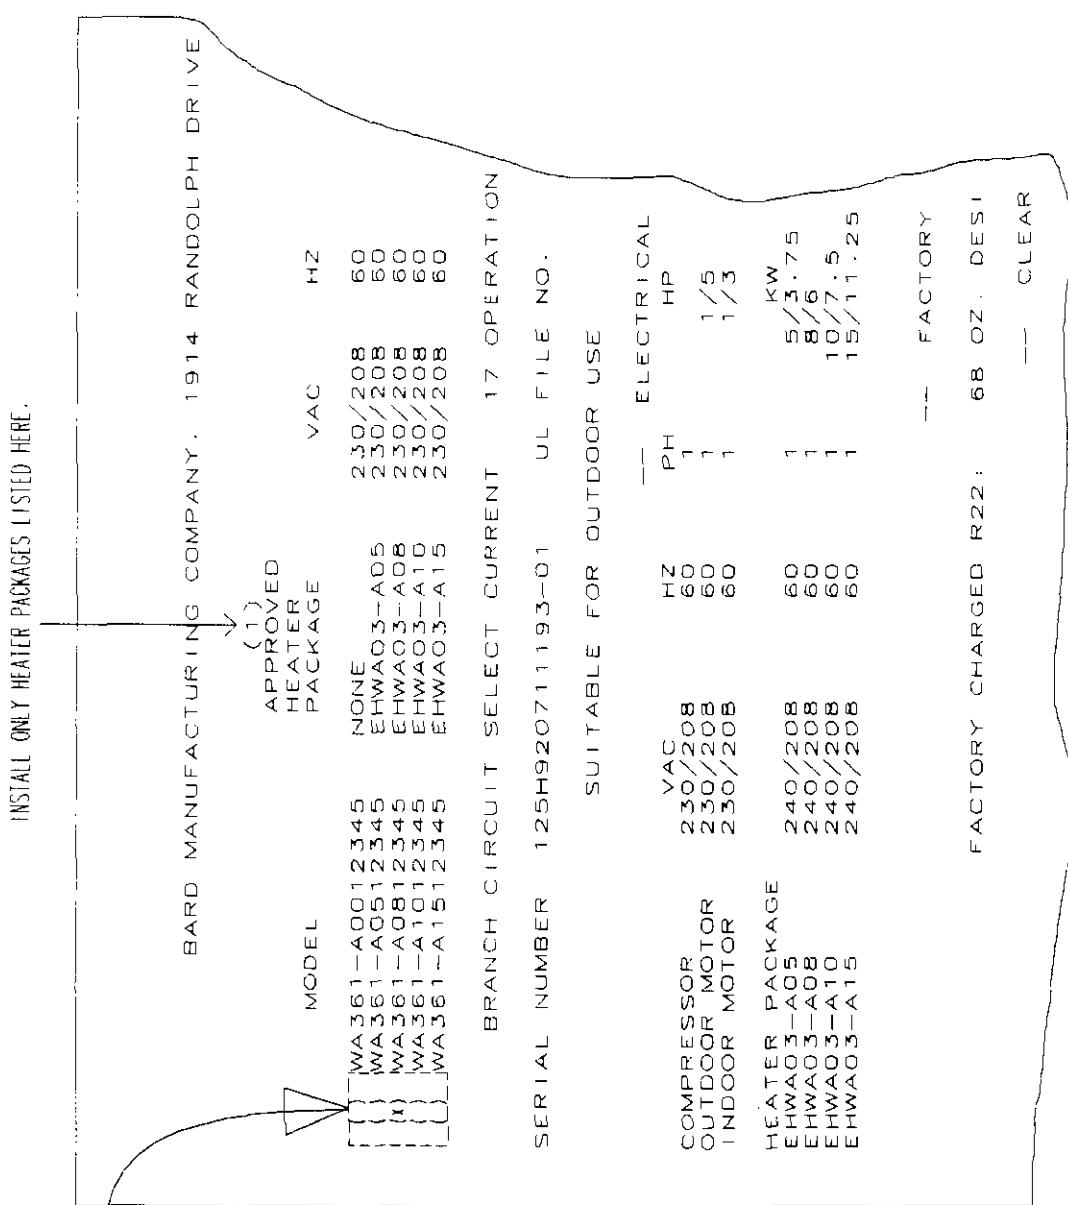 INSTALL ONLY HEATER PACKAGES LISTED HERE.
BARD MANUFACTURING COMPANY, 1914 RANDOLPH DRIVE
(1)
APPROVED
HEATER
MODEL PACKAGE VAC HZ
( ) WA361-A0012345 NONE 230/208 60
( ) WA361-A0512345 EHWA03-A05 230/208 60
(x) WA361-A0812345 EHWA03-A08 230/208 60
( ) WA361-A1012345 EHWA03-A10 230/208 60
( ) WA361-A1512345 EHWA03-A15 230/208 60
BRANCH CIRCUIT SELECT CURRENT 17 OPERATION
SERIAL NUMBER 125H920711193-01 UL FILE NO.
SUITABLE FOR OUTDOOR USE
-- ELECTRICAL
VAC HZ PH HP
COMPRESSOR 230/208 60 1
OUTDOOR MOTOR 230/208 60 1 1/5
INDOOR MOTOR 230/208 60 1 1/3
HEATER PACKAGE KW
EHWA03-A05 240/208 60 1 5/3.75
EHWA03-A08 240/208 60 1 8/6
EHWA03-A10 240/208 60 1 10/7.5
EHWA03-A15 240/208 60 1 15/11.25
-- FACTORY
FACTORY CHARGED R22: 68 OZ. DESI
-- CLEAR